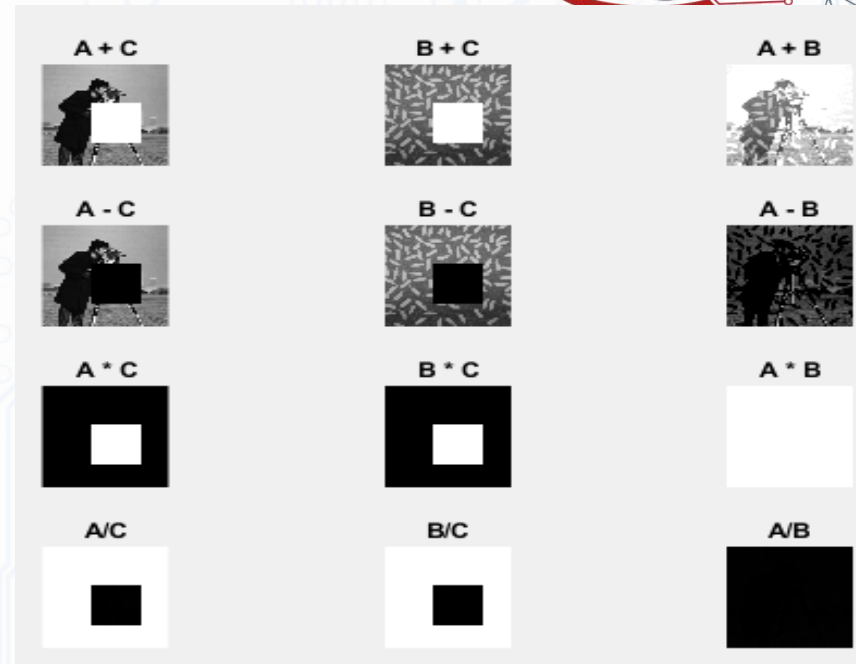 A + C B + C A + B
A - C B - C A - B
A * C B * C A * B
A/C B/C A/B